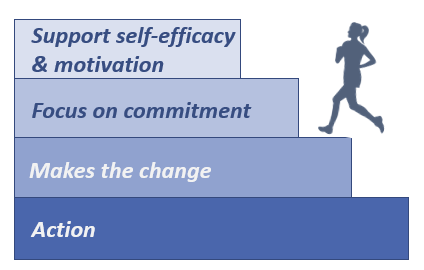 Support self-efficacy
& motivation
Focus on commitment
Makes the change
Action